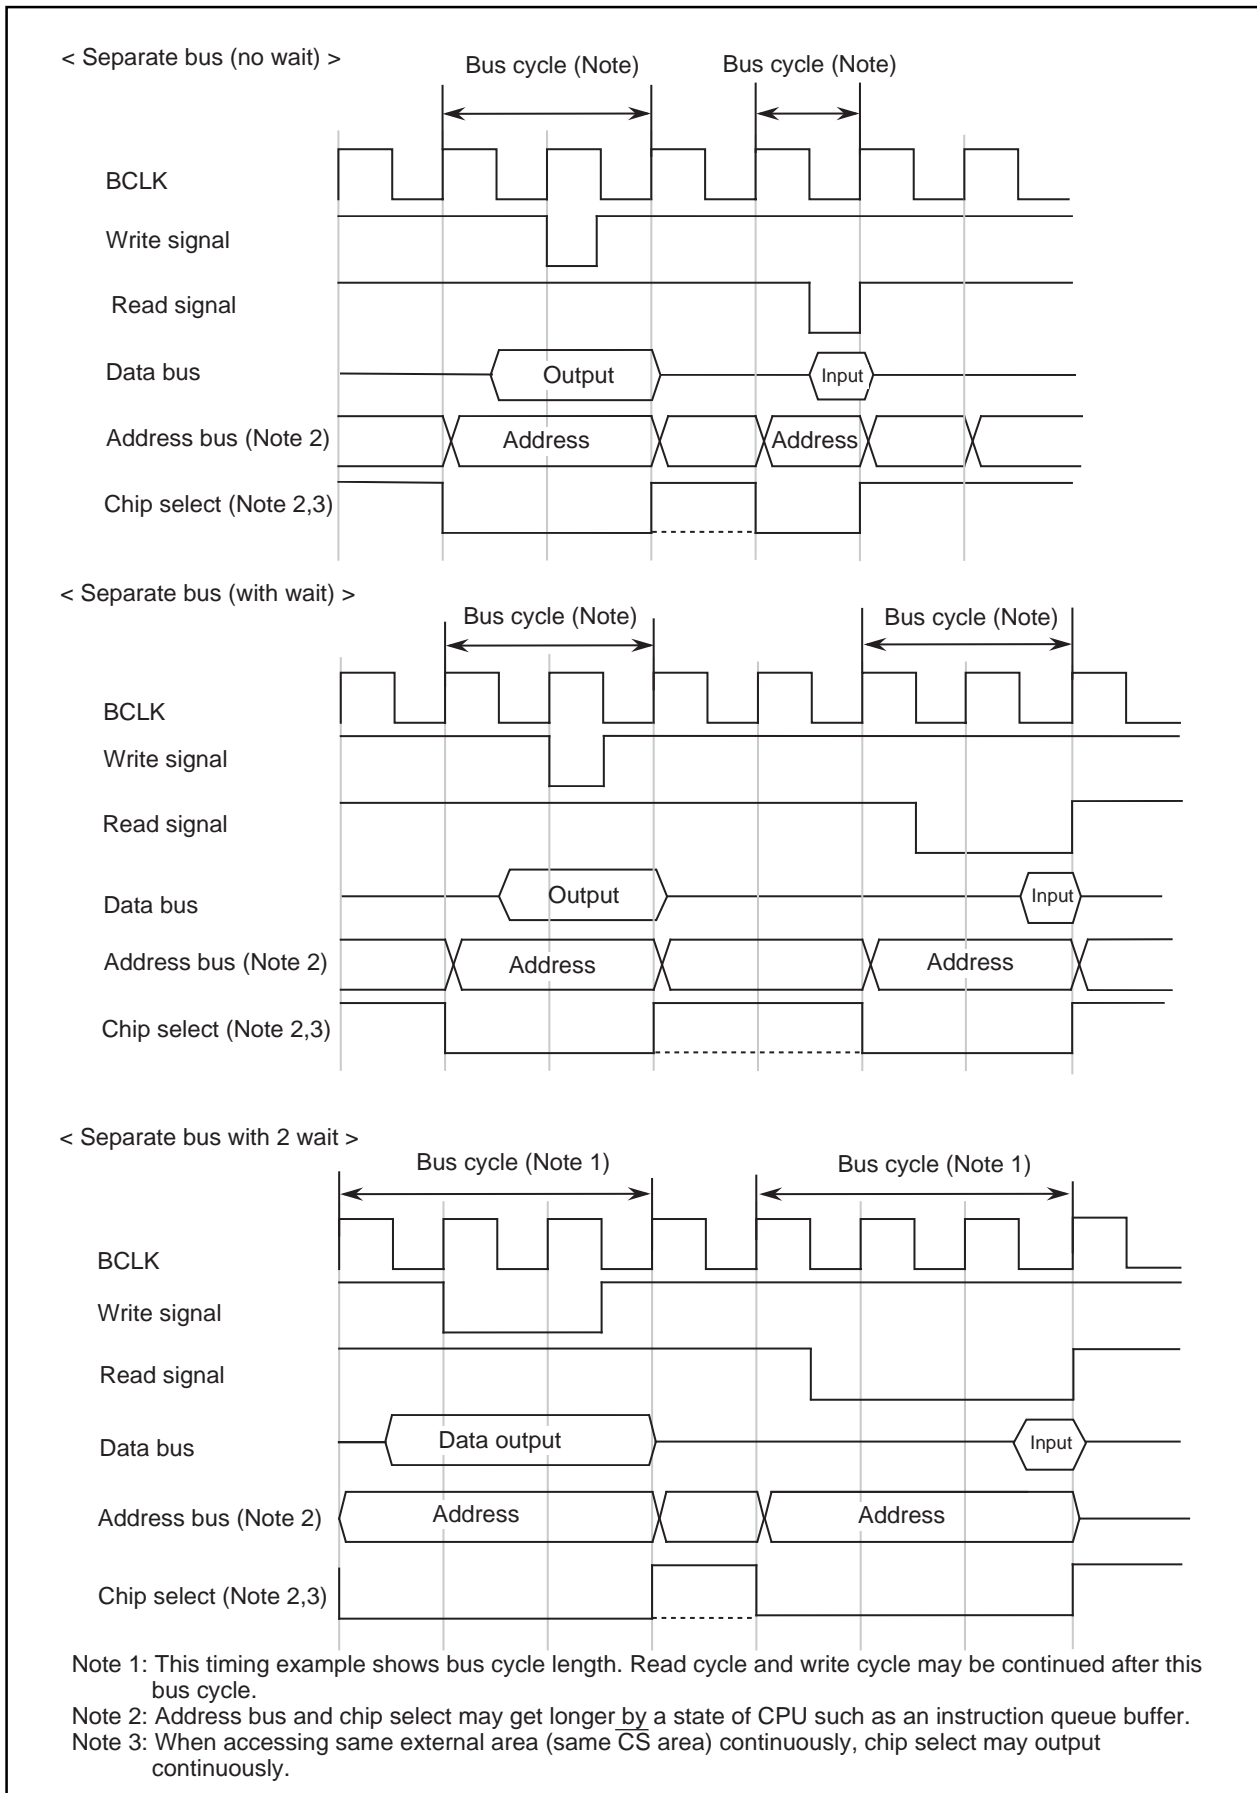 < Separate bus (no wait) >
Bus cycle (Note)
Bus cycle (Note)
BCLK
Write signal
Read signal
Data bus
Output
Input
Address bus (Note 2)
Address
Address
Chip select (Note 2,3)
< Separate bus (with wait) >
Bus cycle (Note)
Bus cycle (Note)
BCLK
Write signal
Read signal
Data bus
Output
Input
Address bus (Note 2)
Address
Address
Chip select (Note 2,3)
< Separate bus with 2 wait >
Bus cycle (Note 1)
Bus cycle (Note 1)
BCLK
Write signal
Read signal
Data bus
Data output
Input
Address bus (Note 2)
Address
Address
Chip select (Note 2,3)
Note 1: This timing example shows bus cycle length. Read cycle and write cycle may be continued after this
bus cycle.
Note 2: Address bus and chip select may get longer by a state of CPU such as an instruction queue buffer.
Note 3: When accessing same external area (same C̅S̅ area) continuously, chip select may output
continuously.